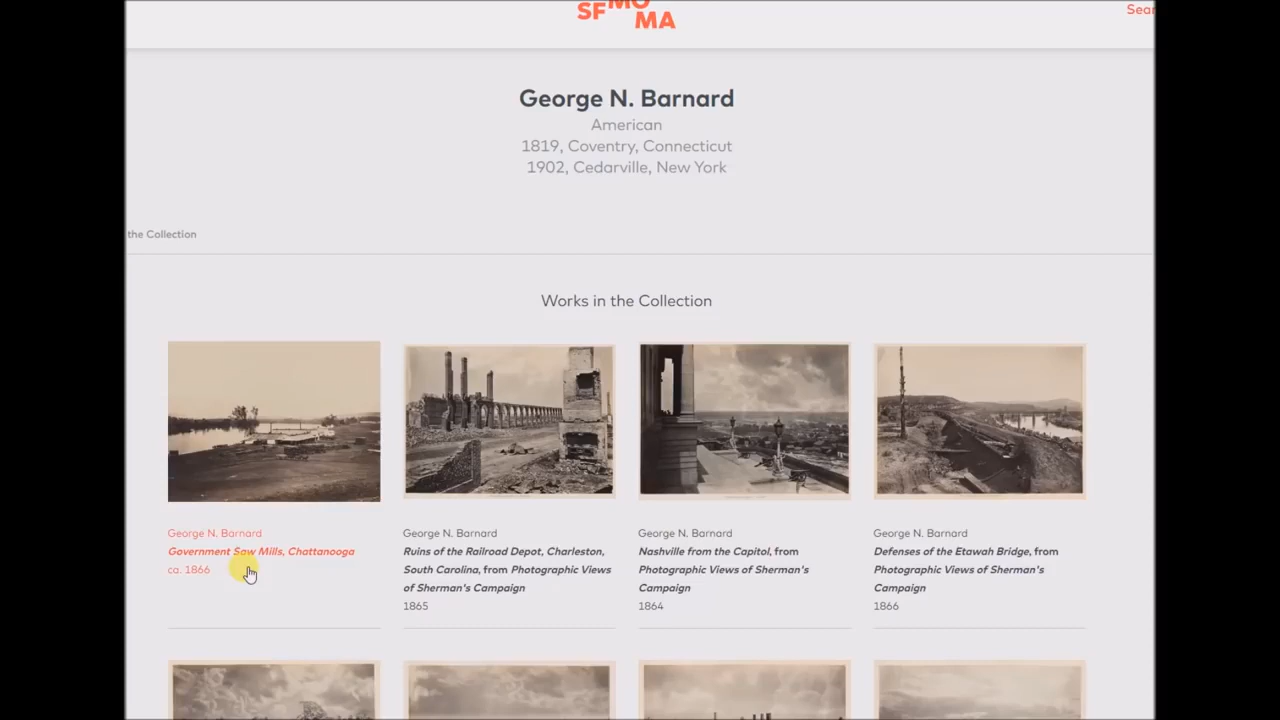 SFMOMA
Sear
George N. Barnard
American
1819, Coventry, Connecticut
1902, Cedarville, New York
the Collection
Works in the Collection
George N. Barnard
Government Saw Mills, Chattanooga
ca. 1866
George N. Barnard
Ruins of the Railroad Depot, Charleston,
South Carolina, from Photographic Views
of Sherman's Campaign
1865
George N. Barnard
Nashville from the Capitol, from
Photographic Views of Sherman's
Campaign
1864
George N. Barnard
Defenses of the Etawah Bridge, from
Photographic Views of Sherman's
Campaign
1866